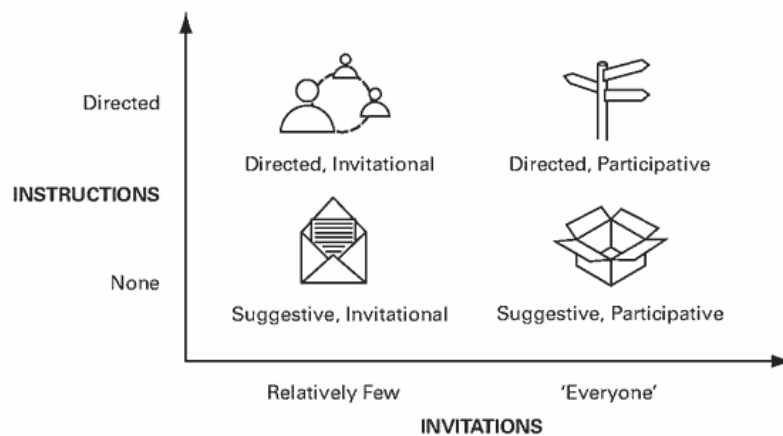 Directed
Directed, Invitational
Directed, Participative
INSTRUCTIONS
None
Suggestive, Invitational
Suggestive, Participative
Relatively Few
‘Everyone’
INVITATIONS